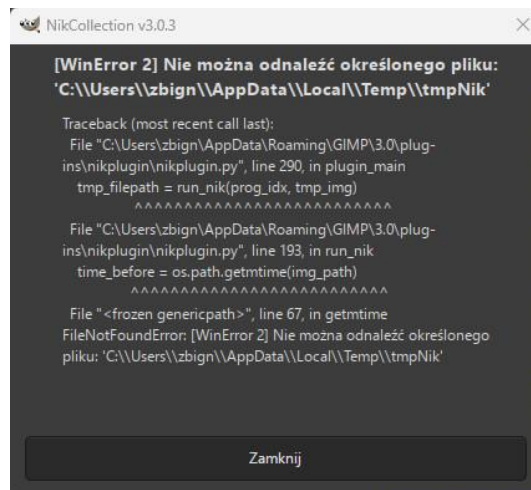 NikCollection v3.0.3
[WinError 2] Nie można odnaleźć określonego pliku:
'C:\\Users\\zbign\\AppData\\Local\\Temp\\tmpNik'
Traceback (most recent call last):
File "C:\Users\zbign\AppData\Roaming\GIMP\3.0\plug-
ins\nikplugin\nikplugin.py", line 290, in plugin_main
tmp_filepath = run_nik(prog_idx, tmp_img)
^^^^^^^^^^^^^^^^^^^^^^^^^^
File "C:\Users\zbign\AppData\Roaming\GIMP\3.0\plug-
ins\nikplugin\nikplugin.py", line 193, in run_nik
time_before = os.path.getmtime(img_path)
^^^^^^^^^^^^^^^^^^^^^^^^^^
File "<frozen genericpath>", line 67, in getmtime
FileNotFoundError: [WinError 2] Nie można odnaleźć określonego
pliku: 'C:\\Users\\zbign\\AppData\\Local\\Temp\\tmpNik'
Zamknij